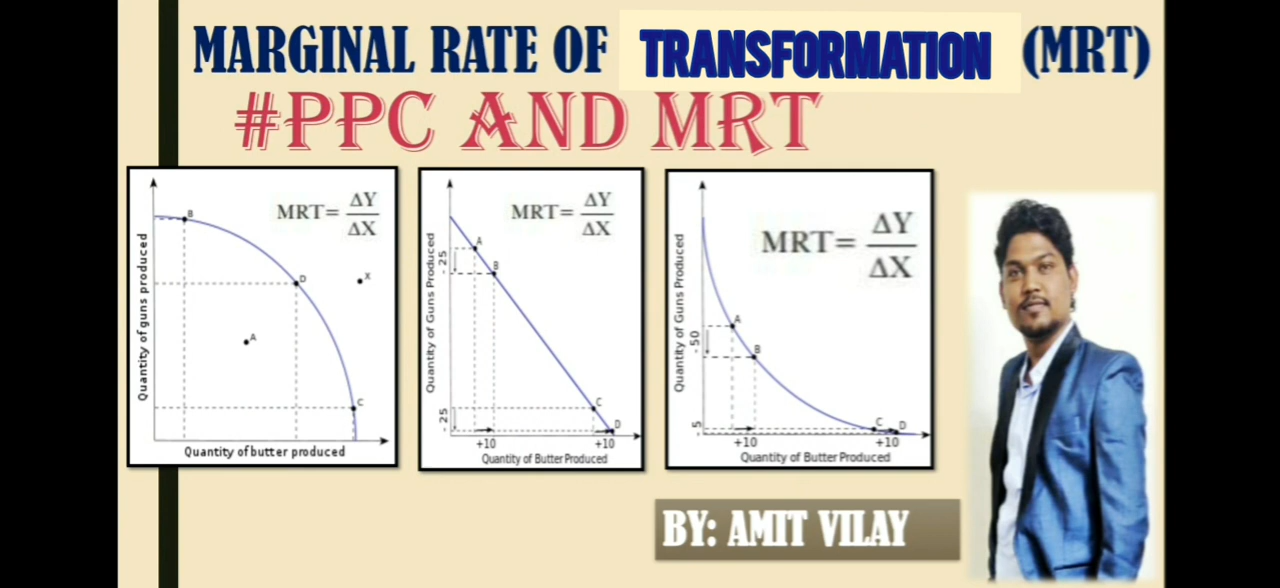 MARGINAL RATE OF TRANSFORMATION (MRT)
#PPC AND MRT
Quantity of guns produced
B
MRT= ΔY
ΔX
D
X
A
C
Quantity of butter produced
Quantity of Guns Produced
MRT= ΔY
ΔX
A
- 25
B
C
- 25
D
+10
+10
Quantity of Butter Produced
Quantity of Guns Produced
MRT= ΔY
ΔX
A
- 50
B
- 5
C
D
+10
+10
Quantity of Butter Produced
BY: AMIT VILAY